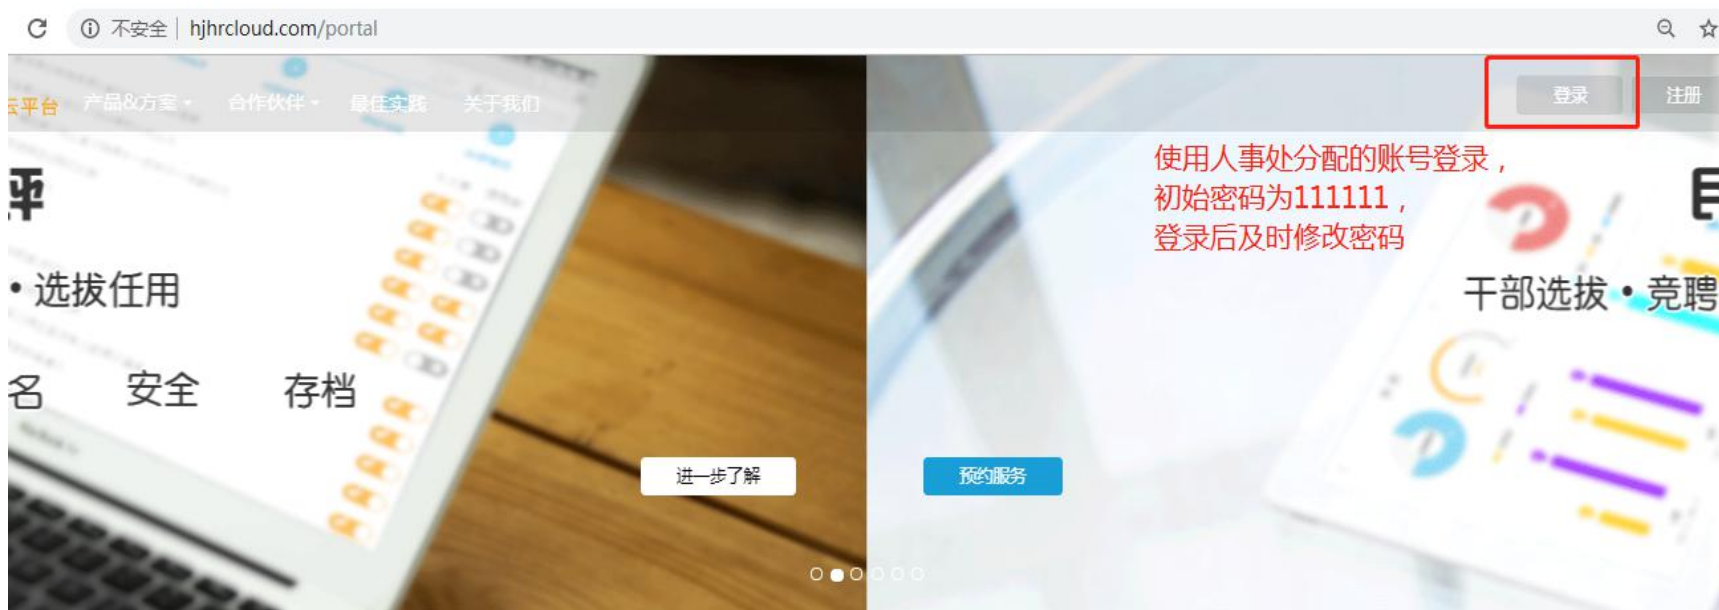 不安全 hjhrcloud.com/portal
云平台 产品&方案 合作伙伴 最佳实践 关于我们 登录 注册
使用人事处分配的账号登录，
初始密码为111111，
登录后及时修改密码
•选拔任用
干部选拔•竞聘
名 安全 存档
进一步了解 预约服务